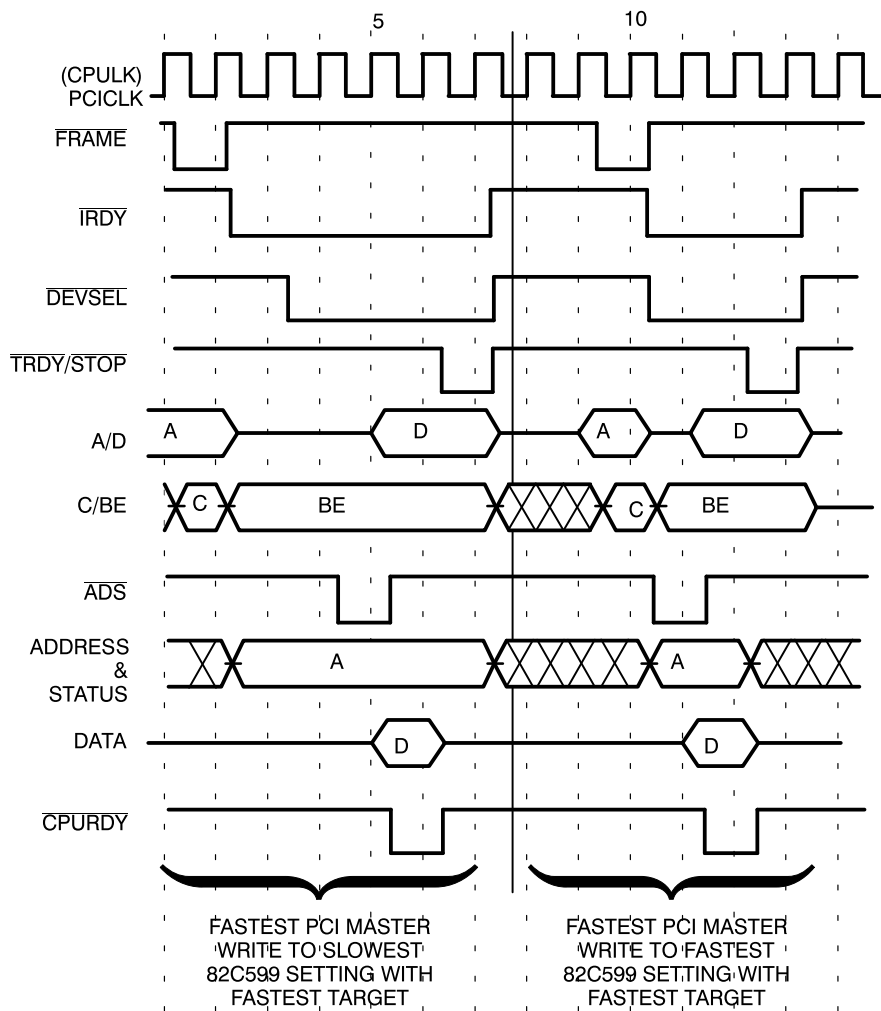 5 10
(CPULK)
PCICLK
FRAME
IRDY
DEVSEL
TRDY/STOP
A/D A D A D
C/BE C BE C BE
ADS
ADDRESS
&
STATUS
A A
DATA D D
CPURDY
FASTEST PCI MASTER
WRITE TO SLOWEST
82C599 SETTING WITH
FASTEST TARGET
FASTEST PCI MASTER
WRITE TO FASTEST
82C599 SETTING WITH
FASTEST TARGET